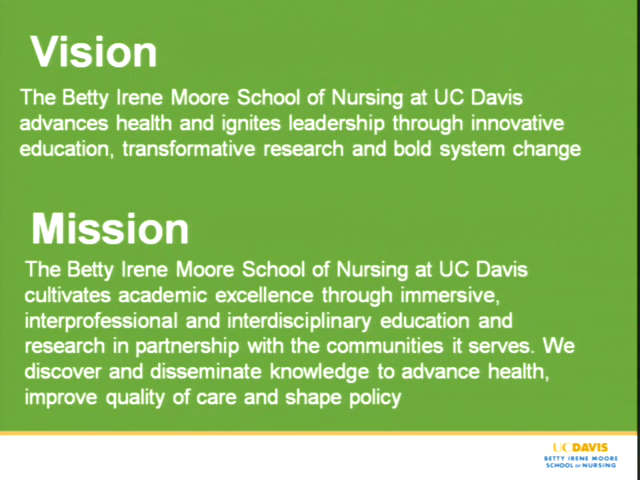 Vision
The Betty Irene Moore School of Nursing at UC Davis
advances health and ignites leadership through innovative
education, transformative research and bold system change
Mission
The Betty Irene Moore School of Nursing at UC Davis
cultivates academic excellence through immersive,
interprofessional and interdisciplinary education and
research in partnership with the communities it serves. We
discover and disseminate knowledge to advance health,
improve quality of care and shape policy
UC DAVIS
BETTY IRENE MOORE
SCHOOL OF NURSING